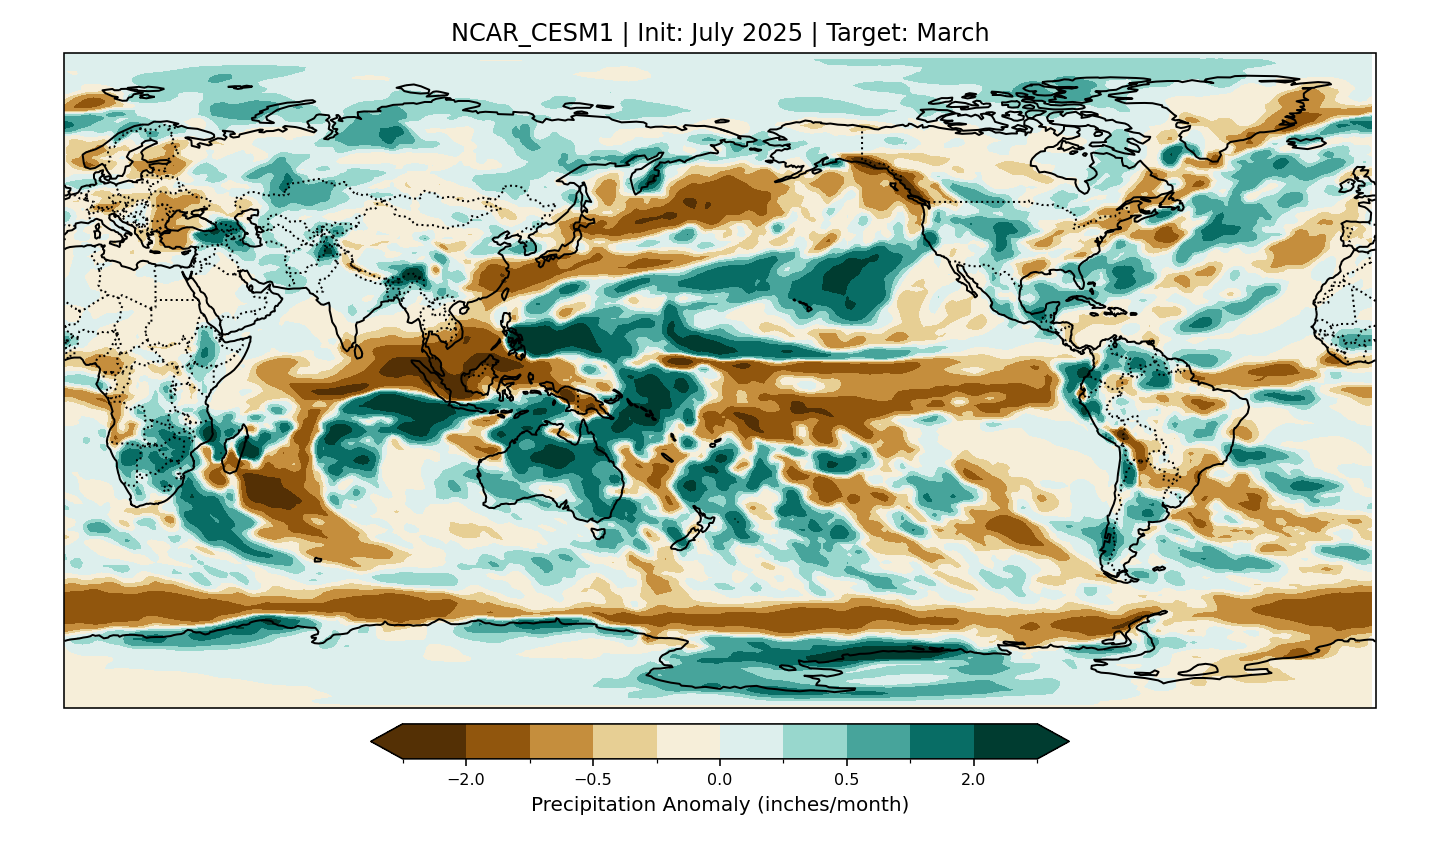 NCAR_CESM1 | Init: July 2025 | Target: March
−2.0 −0.5 0.0 0.5 2.0
Precipitation Anomaly (inches/month)